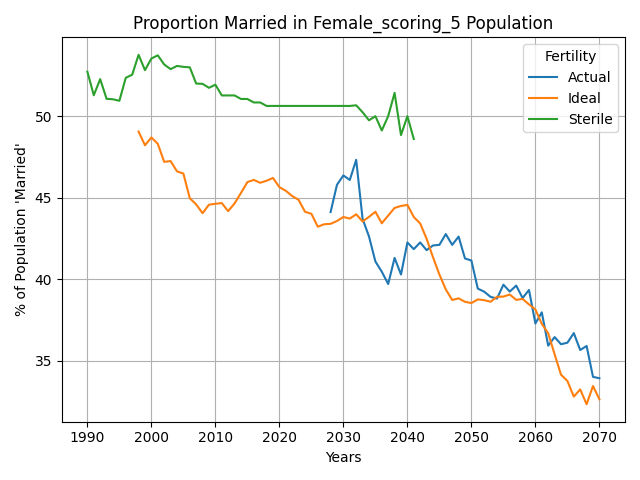 Proportion Married in Female_scoring_5 Population
Fertility
Actual
Ideal
Sterile
% of Population 'Married'
50
45
40
35
1990 2000 2010 2020 2030 2040 2050 2060 2070
Years